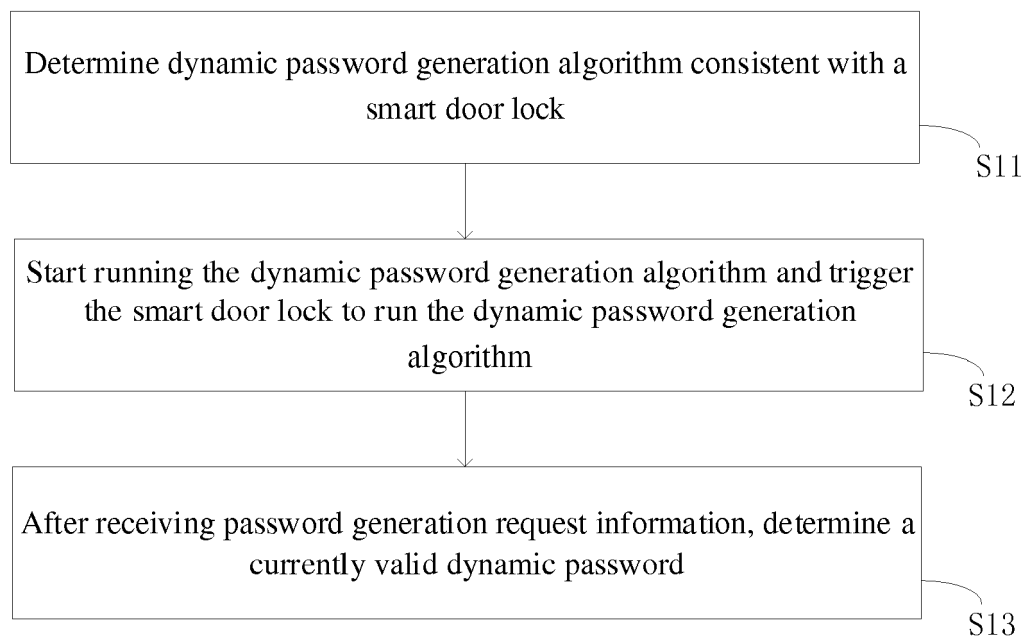 Determine dynamic password generation algorithm consistent with a
smart door lock
S11
Start running the dynamic password generation algorithm and trigger
the smart door lock to run the dynamic password generation
algorithm
S12
After receiving password generation request information, determine a
currently valid dynamic password
S13